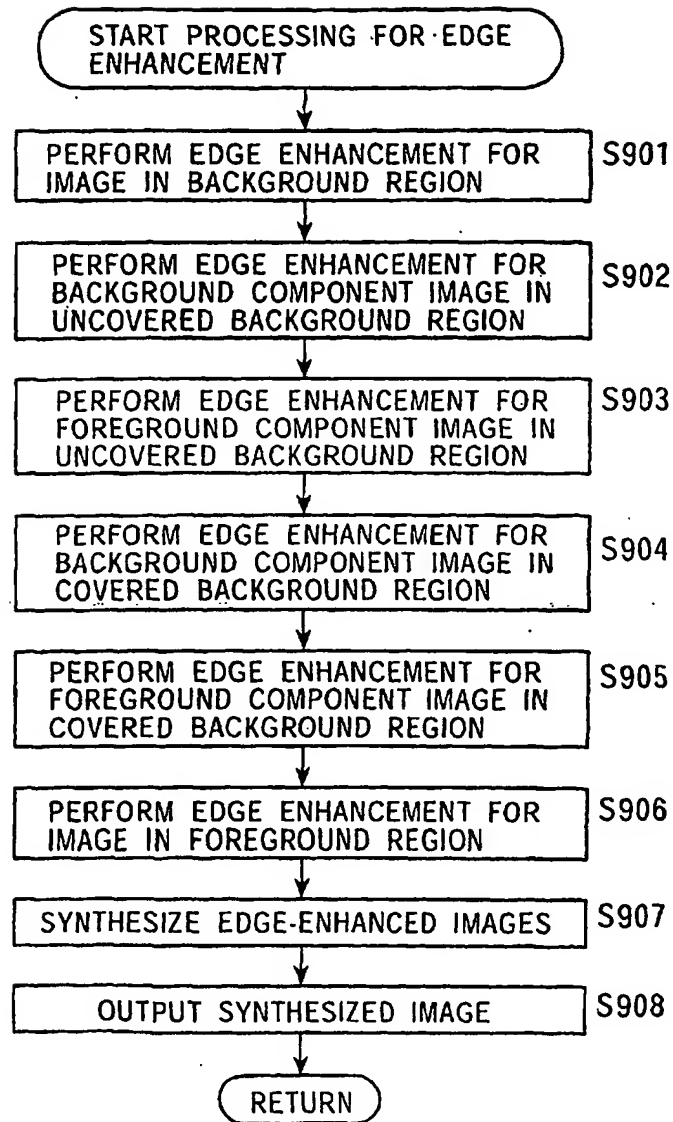 START PROCESSING FOR EDGE
ENHANCEMENT
PERFORM EDGE ENHANCEMENT FOR
IMAGE IN BACKGROUND REGION
S901
PERFORM EDGE ENHANCEMENT FOR
BACKGROUND COMPONENT IMAGE IN
UNCOVERED BACKGROUND REGION
S902
PERFORM EDGE ENHANCEMENT FOR
FOREGROUND COMPONENT IMAGE IN
UNCOVERED BACKGROUND REGION
S903
PERFORM EDGE ENHANCEMENT FOR
BACKGROUND COMPONENT IMAGE IN
COVERED BACKGROUND REGION
S904
PERFORM EDGE ENHANCEMENT FOR
FOREGROUND COMPONENT IMAGE IN
COVERED BACKGROUND REGION
S905
PERFORM EDGE ENHANCEMENT FOR
IMAGE IN FOREGROUND REGION
S906
SYNTHESIZE EDGE-ENHANCED IMAGES
S907
OUTPUT SYNTHESIZED IMAGE
S908
RETURN